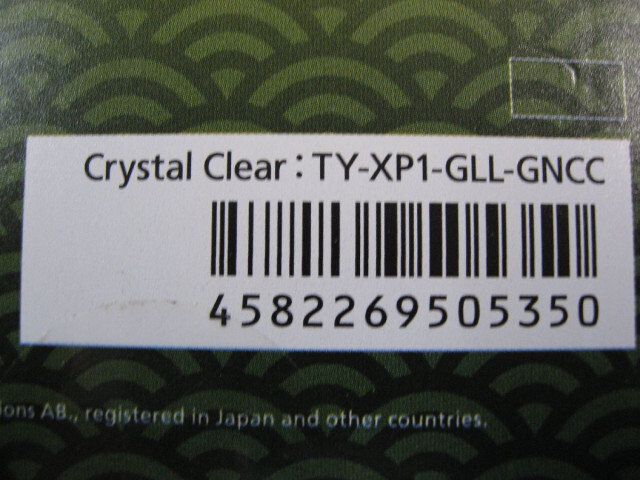 Crystal Clear : TY-XP1-GLL-GNCC
4582269505350
ions AB., registered in Japan and other countries.